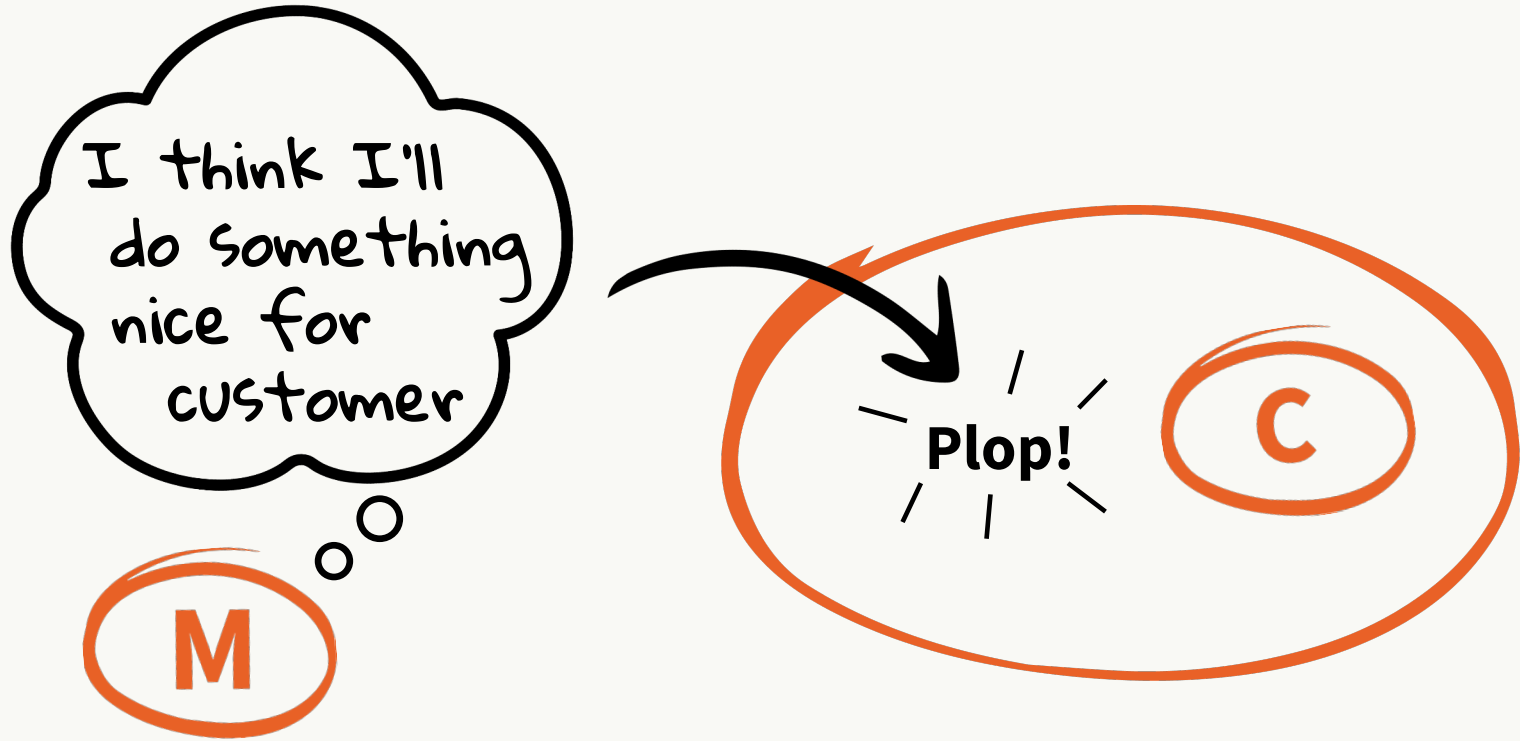 I think I'll
do something
nice for
customer
Plop!
C
M